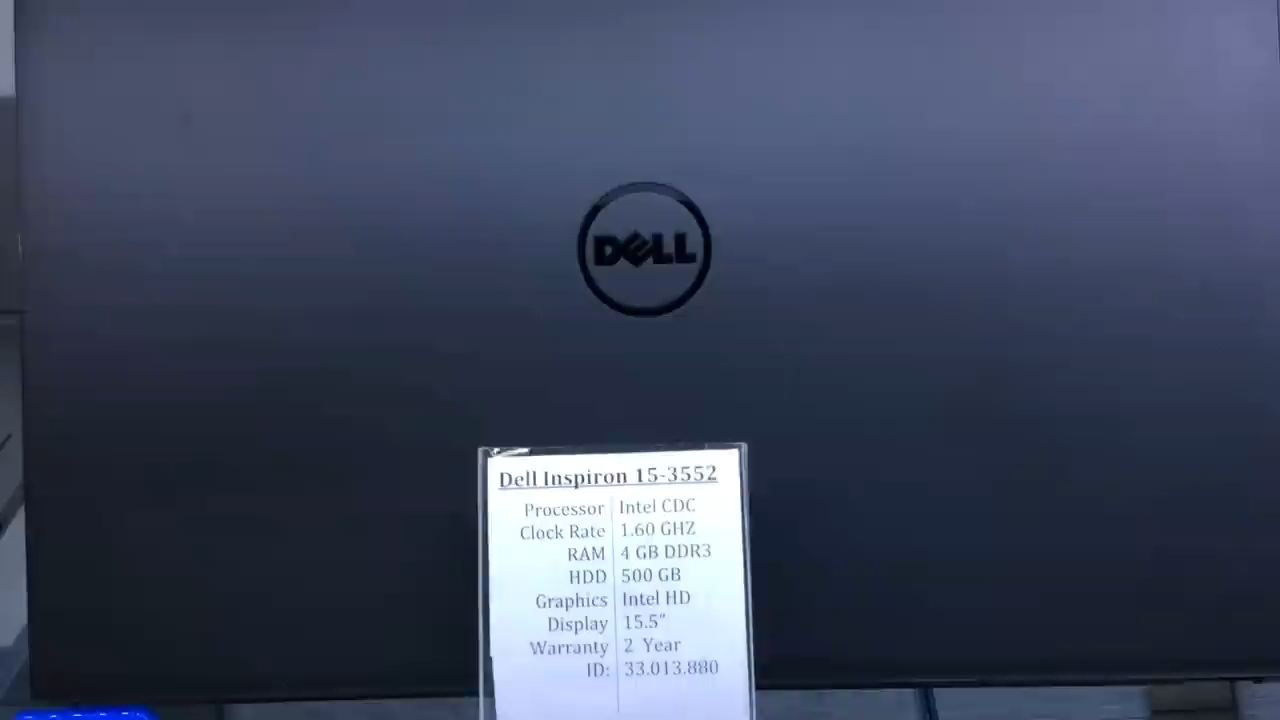 DELL
Dell Inspiron 15-3552
Processor Intel CDC
Clock Rate 1.60 GHZ
RAM 4 GB DDR3
HDD 500 GB
Graphics Intel HD
Display 15.5"
Warranty 2 Year
ID: 33.013.880